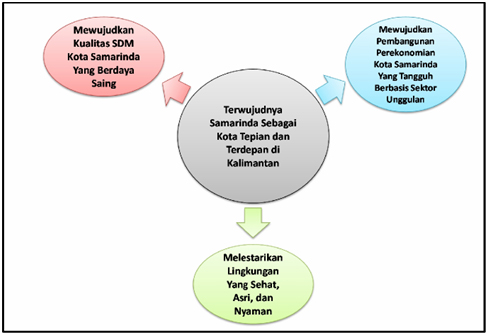 Mewujudkan
Kualitas SDM
Kota Samarinda
Yang Berdaya
Saing
Mewujudkan
Pembangunan
Perekonomian
Kota Samarinda
Yang Tangguh
Berbasis Sektor
Unggulan
Terwujudnya
Samarinda Sebagai
Kota Tepian dan
Terdepan di
Kalimantan
Melestarikan
Lingkungan
Yang Sehat,
Asri, dan
Nyaman